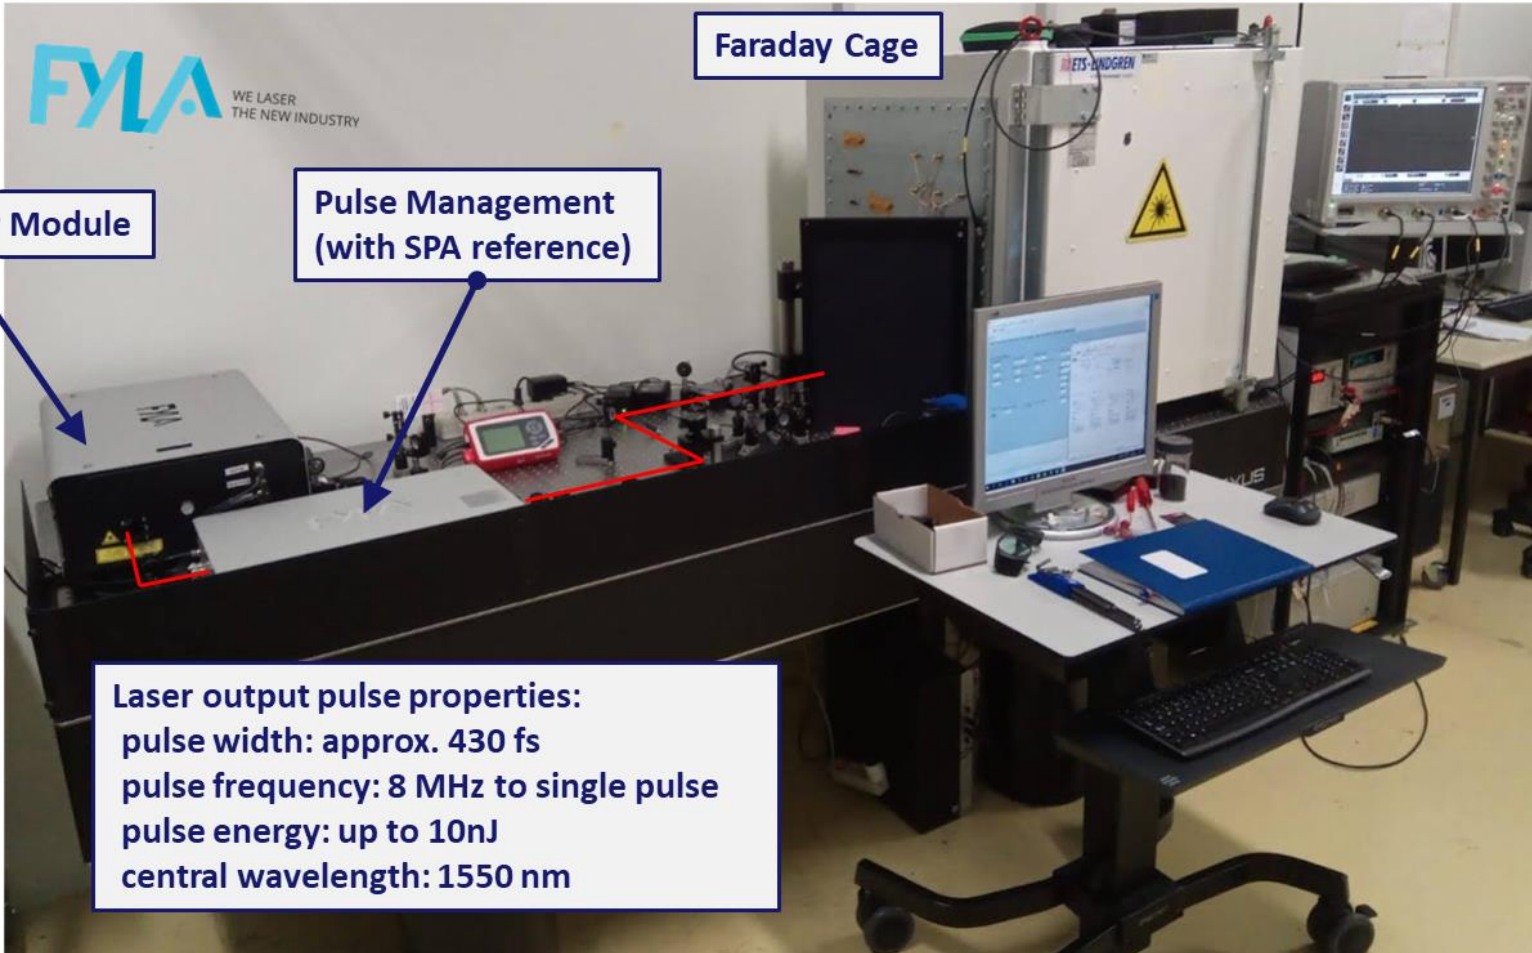 FYLA
WE LASER
THE NEW INDUSTRY
Faraday Cage
ETS·LINDGREN
Module
Pulse Management
(with SPA reference)
FYLA
Laser output pulse properties:
pulse width: approx. 430 fs
pulse frequency: 8 MHz to single pulse
pulse energy: up to 10nJ
central wavelength: 1550 nm